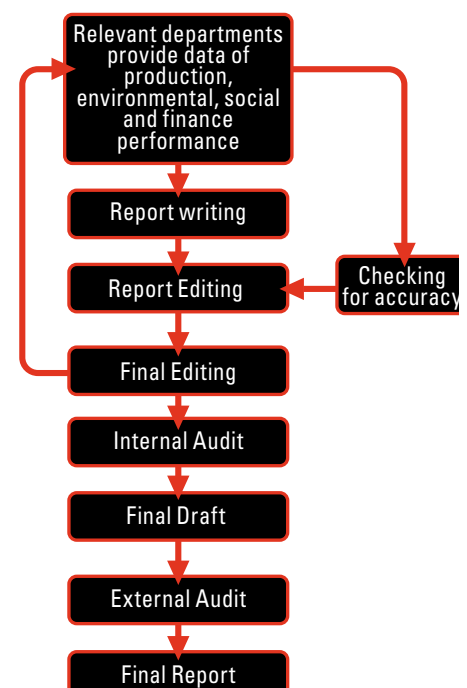 Relevant departments
provide data of
production,
environmental, social
and finance
performance
Report writing
Report Editing
Checking
for accuracy
Final Editing
Internal Audit
Final Draft
External Audit
Final Report